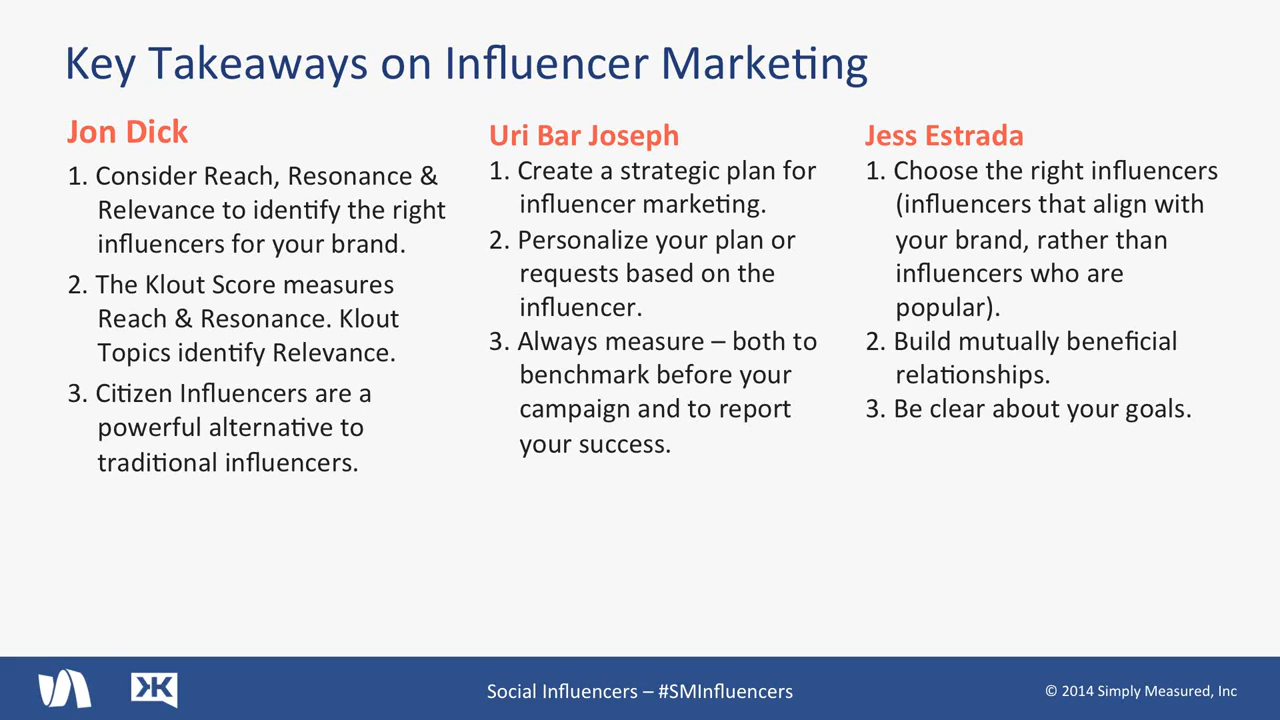 Key Takeaways on Influencer Marketing
Jon Dick
1. Consider Reach, Resonance &
Relevance to identify the right
influencers for your brand.
2. The Klout Score measures
Reach & Resonance. Klout
Topics identify Relevance.
3. Citizen Influencers are a
powerful alternative to
traditional influencers.
Uri Bar Joseph
1. Create a strategic plan for
influencer marketing.
2. Personalize your plan or
requests based on the
influencer.
3. Always measure – both to
benchmark before your
campaign and to report
your success.
Jess Estrada
1. Choose the right influencers
(influencers that align with
your brand, rather than
influencers who are
popular).
2. Build mutually beneficial
relationships.
3. Be clear about your goals.
Social Influencers – #SMInfluencers
© 2014 Simply Measured, Inc